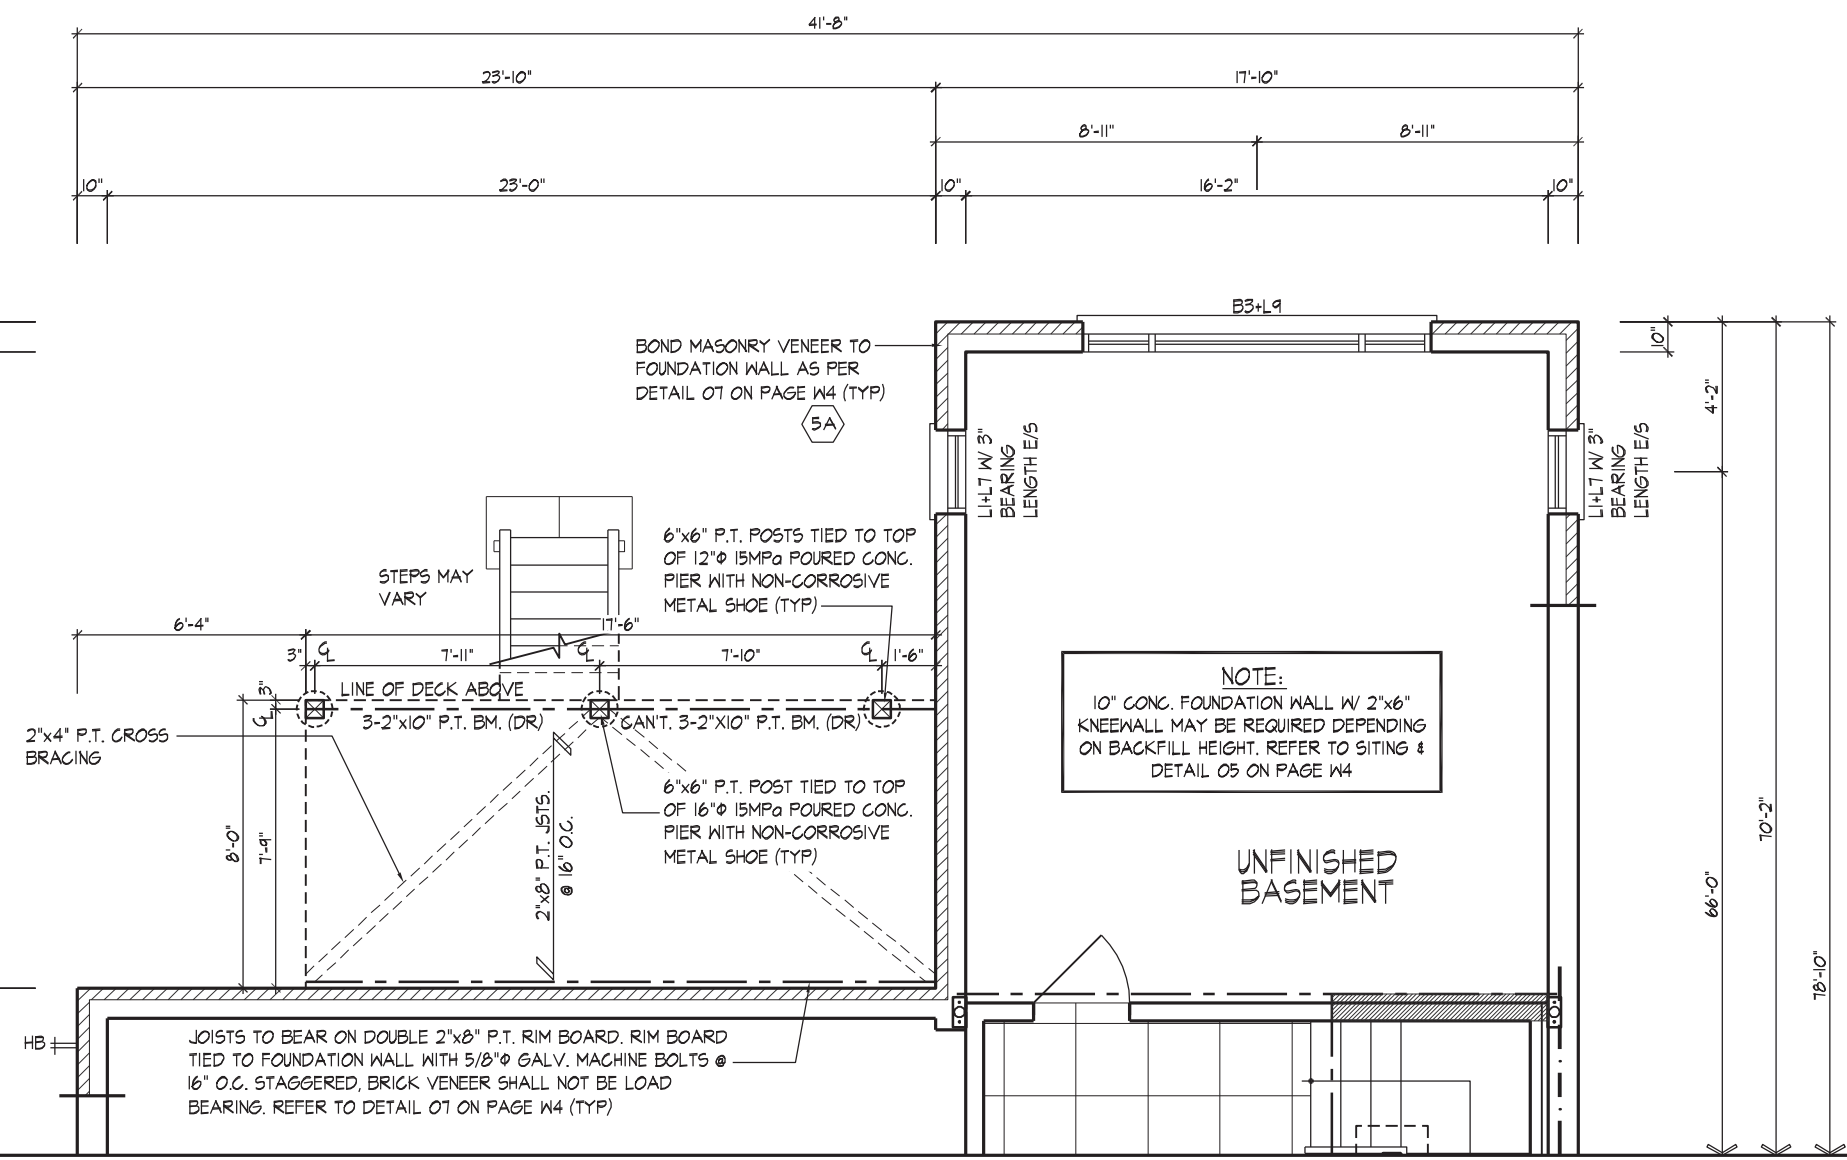 41'-8"
23'-10"
17'-10"
8'-11"
8'-11"
10"
23'-0"
10"
16'-2"
10"
B3+L9
BOND MASONRY VENEER TO
FOUNDATION WALL AS PER
DETAIL 07 ON PAGE W4 (TYP)
5A
10"
4'-2"
L1+L7 W/ 3"
BEARING
LENGTH E/S
L1+L7 W/ 3"
BEARING
LENGTH E/S
6"x6" P.T. POSTS TIED TO TOP
OF 12"Φ 15MPa POURED CONC.
PIER WITH NON-CORROSIVE
METAL SHOE (TYP)
STEPS MAY
VARY
6'-4"
17'-6"
3"
CL
7'-11"
CL
7'-10"
CL
1'-6"
3"
CL
LINE OF DECK ABOVE
3-2"x10" P.T. BM. (DR)
CAN'T. 3-2"X10" P.T. BM. (DR)
2"x4" P.T. CROSS
BRACING
NOTE:
10" CONC. FOUNDATION WALL W/ 2"x6"
KNEEWALL MAY BE REQUIRED DEPENDING
ON BACKFILL HEIGHT. REFER TO SITING &
DETAIL 05 ON PAGE W4
6"x6" P.T. POST TIED TO TOP
OF 16"Φ 15MPa POURED CONC.
PIER WITH NON-CORROSIVE
METAL SHOE (TYP)
8'-0"
7'-9"
2"x8" P.T. JSTS.
@ 16" O.C.
UNFINISHED
BASEMENT
66'-0"
70'-2"
78'-10"
HB
JOISTS TO BEAR ON DOUBLE 2"x8" P.T. RIM BOARD. RIM BOARD
TIED TO FOUNDATION WALL WITH 5/8"Φ GALV. MACHINE BOLTS @
16" O.C. STAGGERED, BRICK VENEER SHALL NOT BE LOAD
BEARING. REFER TO DETAIL 07 ON PAGE W4 (TYP)